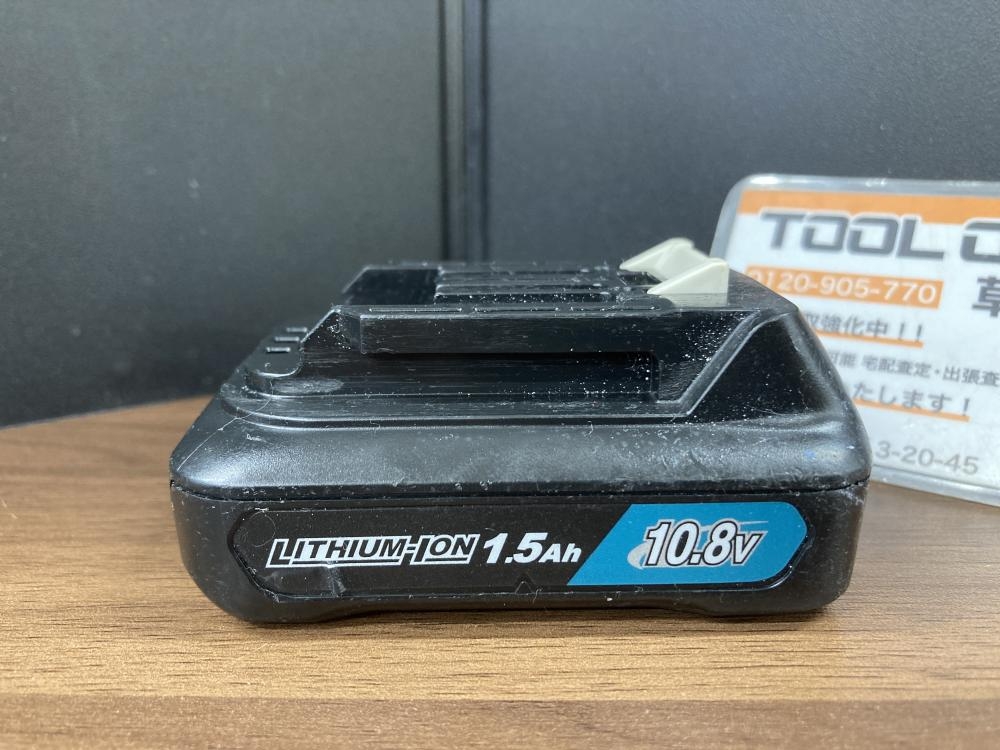 LITHIUM-ION 1.5Ah 10.8V
TOOL
0120-905-770
強化中!!
可能 宅配査定・出張査
たします!
3-20-45